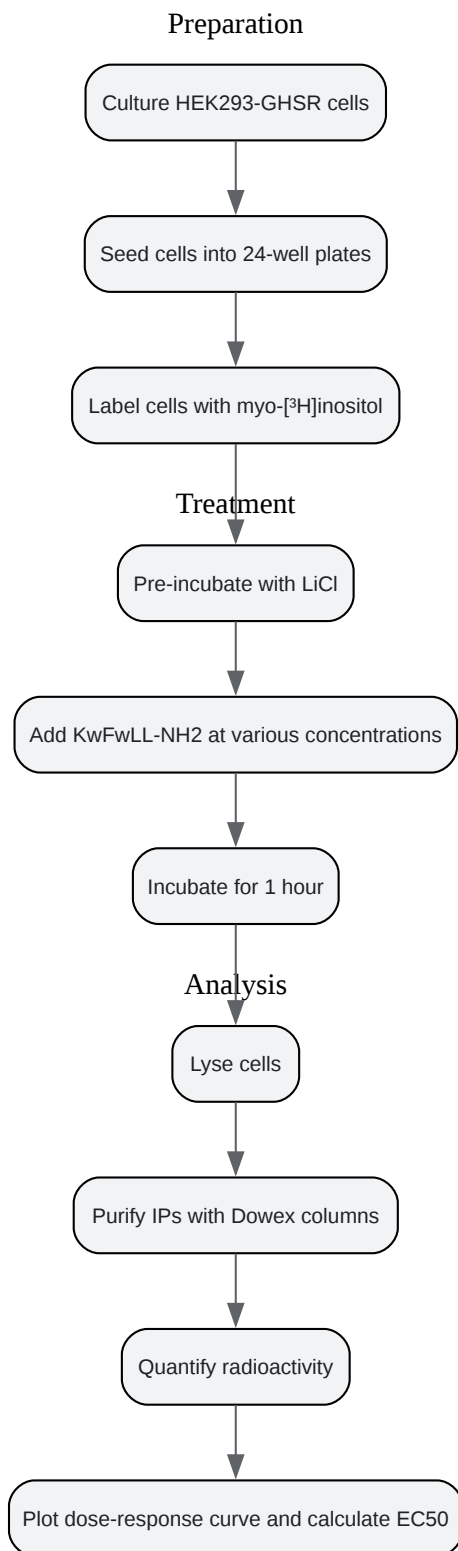 Preparation
Culture HEK293-GHSR cells
Seed cells into 24-well plates
Label cells with myo-[³H]inositol
Treatment
Pre-incubate with LiCl
Add KwFwLL-NH2 at various concentrations
Incubate for 1 hour
Analysis
Lyse cells
Purify IPs with Dowex columns
Quantify radioactivity
Plot dose-response curve and calculate EC50